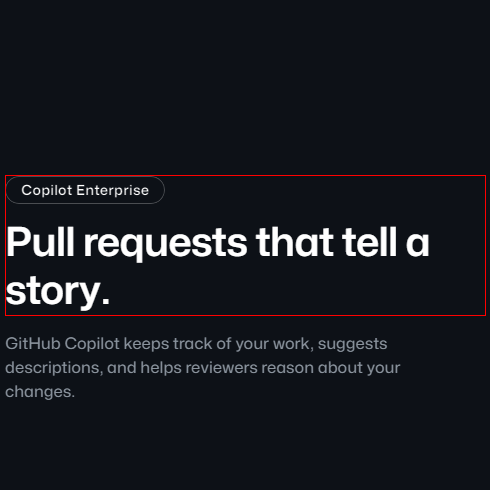 Copilot Enterprise
Pull requests that tell a
story.
GitHub Copilot keeps track of your work, suggests
descriptions, and helps reviewers reason about your
changes.